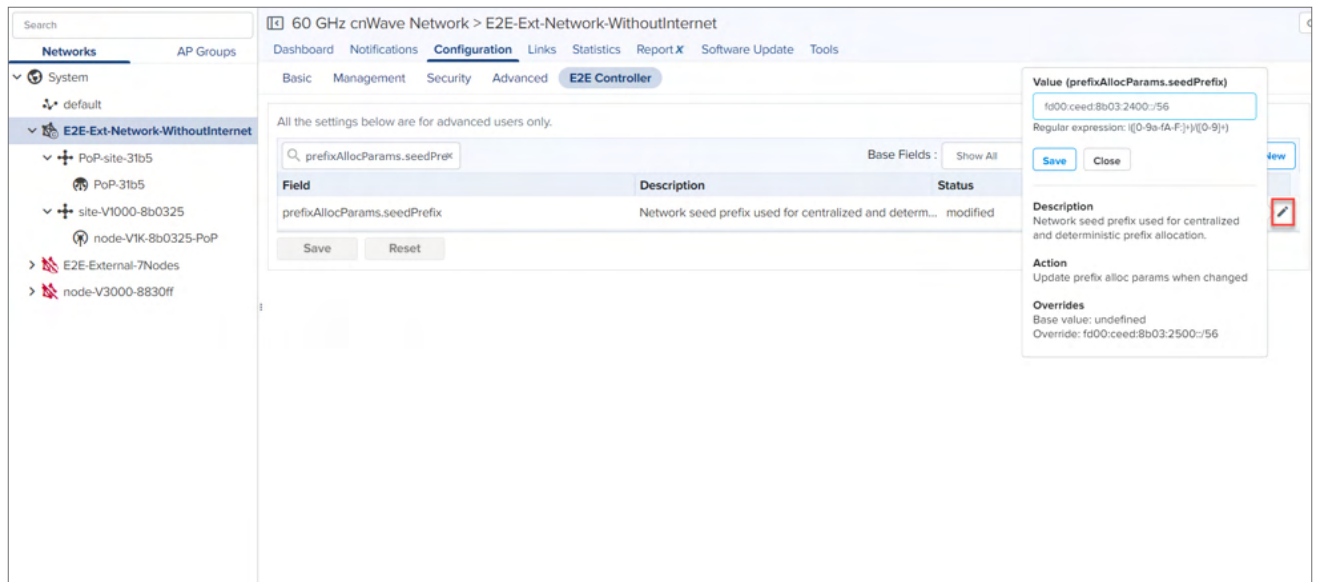 Search
Networks
AP Groups
System
default
E2E-Ext-Network-WithoutInternet
PoP-site-31b5
PoP-31b5
site-V1000-8b0325
node-V1K-8b0325-PoP
E2E-External-7Nodes
node-V3000-8830ff
60 GHz cnWave Network > E2E-Ext-Network-WithoutInternet
Dashboard Notifications Configuration Links Statistics Report X Software Update Tools
Basic Management Security Advanced E2E Controller
All the settings below are for advanced users only.
prefixAllocParams.seedPre
Base Fields : Show All
New
Field Description Status
prefixAllocParams.seedPrefix Network seed prefix used for centralized and determ... modified
Save Reset
Value (prefixAllocParams.seedPrefix)
fd00:ceed:8b03:2400::/56
Regular expression: |([0-9a-fA-F:]+)/([0-9]+)
Save Close
Description
Network seed prefix used for centralized
and deterministic prefix allocation.
Action
Update prefix alloc params when changed
Overrides
Base value: undefined
Override: fd00:ceed:8b03:2500::/56